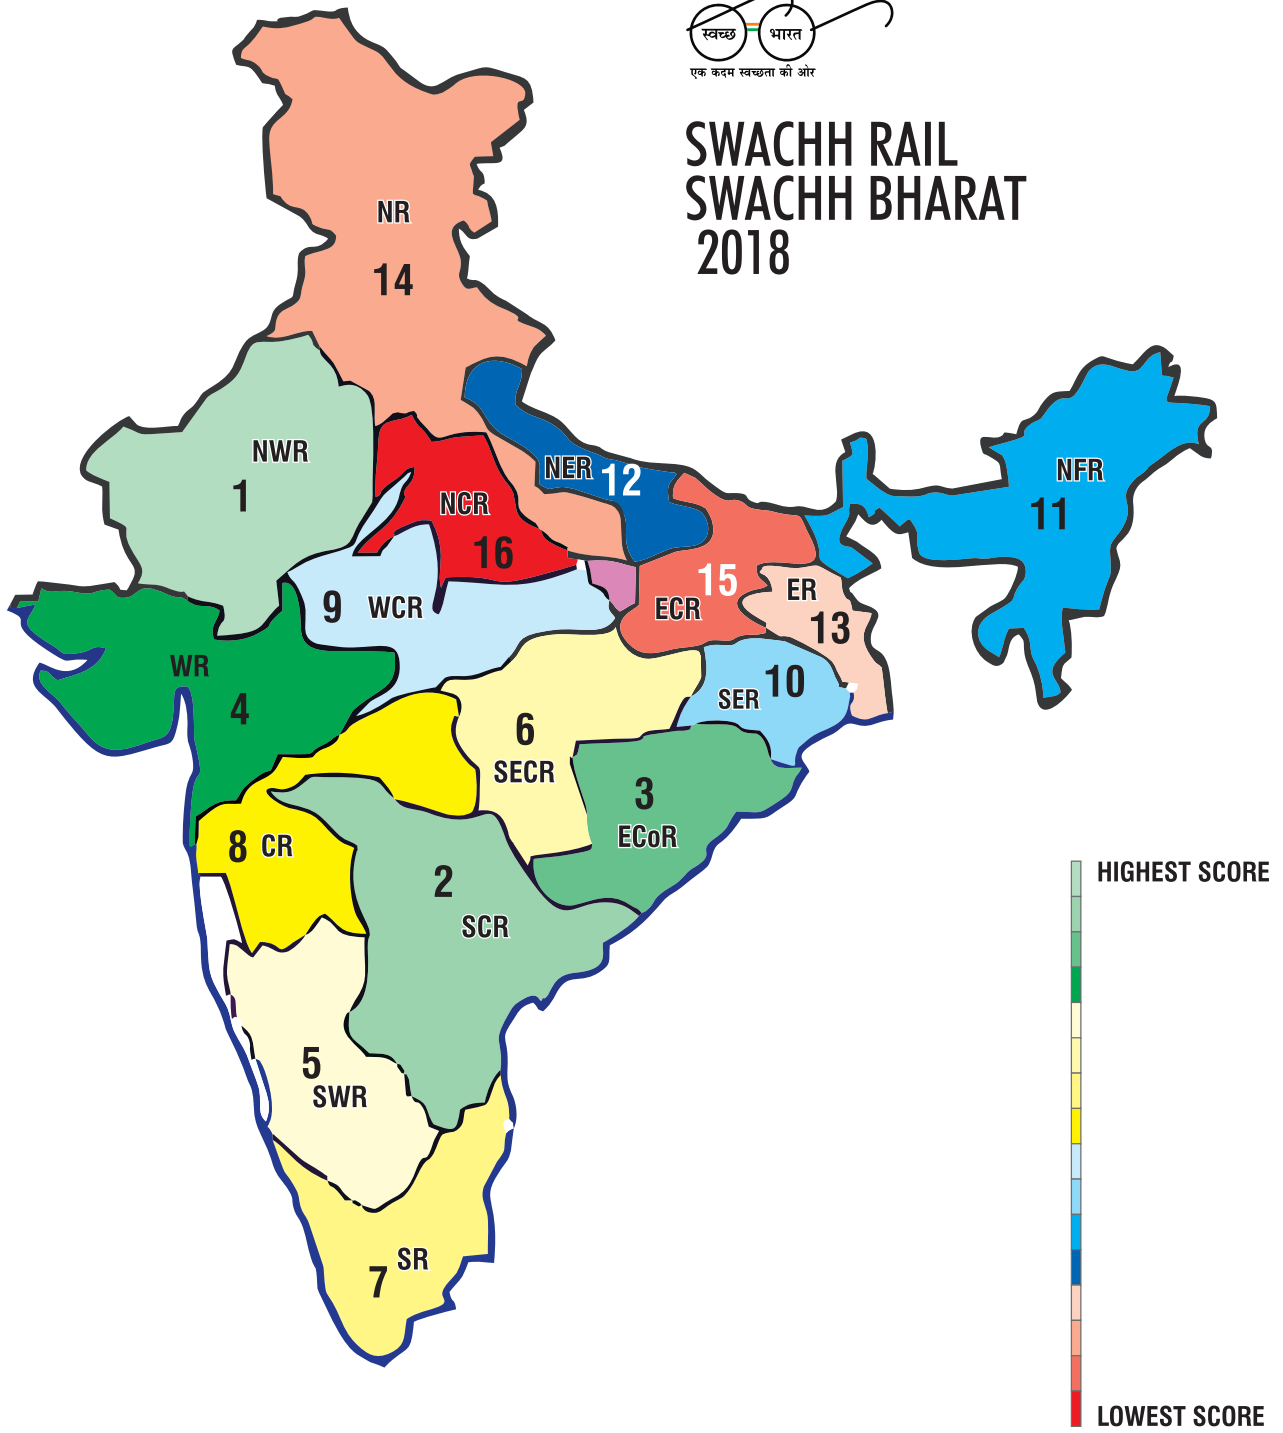 स्वच्छ भारत
एक कदम स्वच्छता की ओर
SWACHH RAIL
SWACHH BHARAT
2018
NR
14
NWR
1
NCR
16
NER 12
NFR
11
15
ECR
ER
13
9 WCR
WR
4
SER 10
6
SECR
3
ECoR
8 CR
2
SCR
5
SWR
SR
7
HIGHEST SCORE
LOWEST SCORE